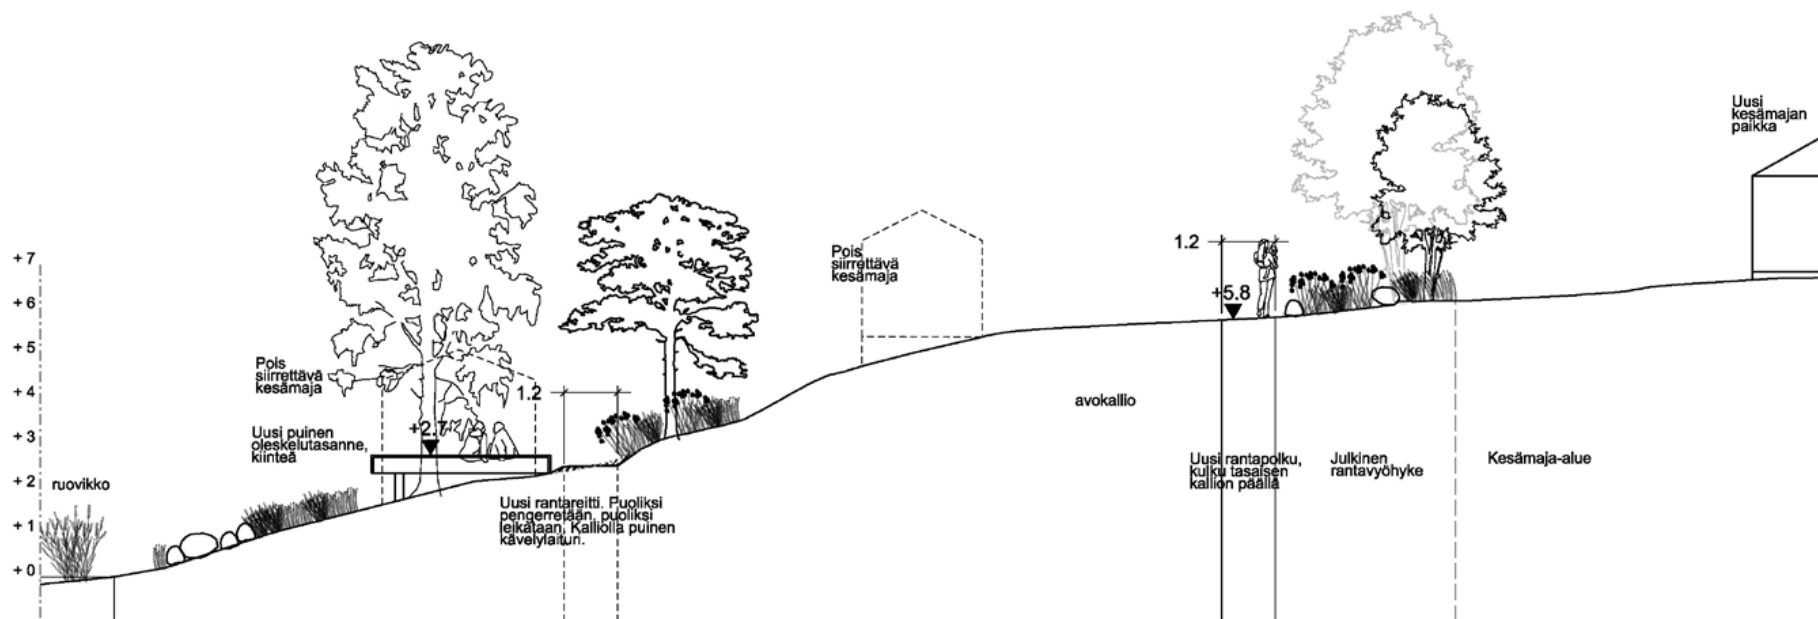 + 7
+ 6
+ 5
+ 4
+ 3
+ 2
+ 1
+ 0
ruovikko
Pois
siirrettävä
kesämaja
Uusi puinen
oleskelutasanne,
kiinteä
+2.7
1.2
Uusi rantareitti. Puoliksi
pengerretään, puoliksi
leikataan. Kalliolla puinen
kävelylaituri.
Pois
siirrettävä
kesämaja
avokallio
1.2
+5.8
Uusi rantapolku,
kulku tasaisen
kallion päällä
Julkinen
rantavyöhyke
Kesämaja-alue
Uusi
kesämajan
paikka